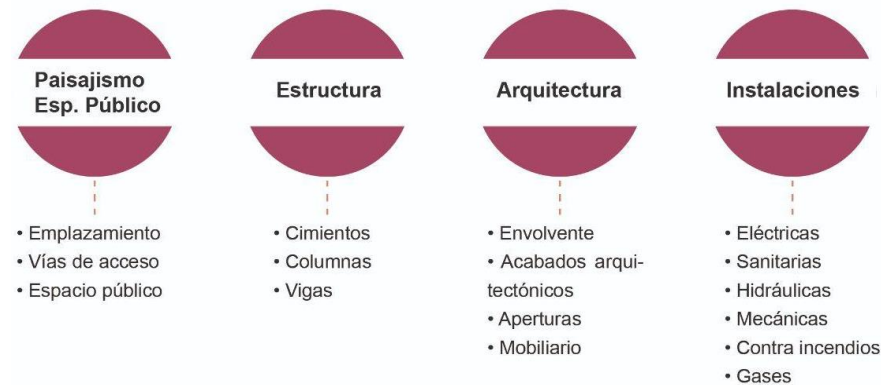 Paisajismo
Esp. Público
• Emplazamiento
• Vías de acceso
• Espacio público
Estructura
• Cimientos
• Columnas
• Vigas
Arquitectura
• Envolvente
• Acabados arqui-
tectónicos
• Aperturas
• Mobiliario
Instalaciones
• Eléctricas
• Sanitarias
• Hidráulicas
• Mecánicas
• Contra incendios
• Gases